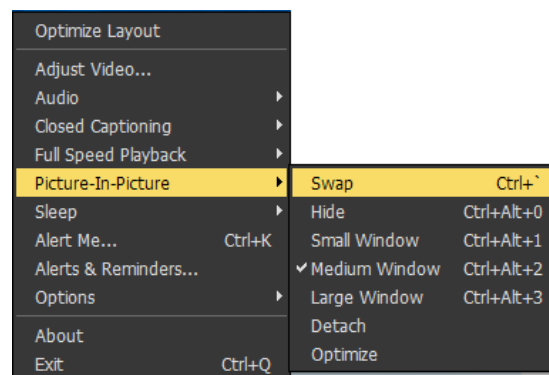 Optimize Layout
Adjust Video...
Audio
Closed Captioning
Full Speed Playback
Picture-In-Picture
Sleep
Alert Me... Ctrl+K
Alerts & Reminders...
Options
About
Exit Ctrl+Q
Swap Ctrl+`
Hide Ctrl+Alt+0
Small Window Ctrl+Alt+1
Medium Window Ctrl+Alt+2
Large Window Ctrl+Alt+3
Detach
Optimize